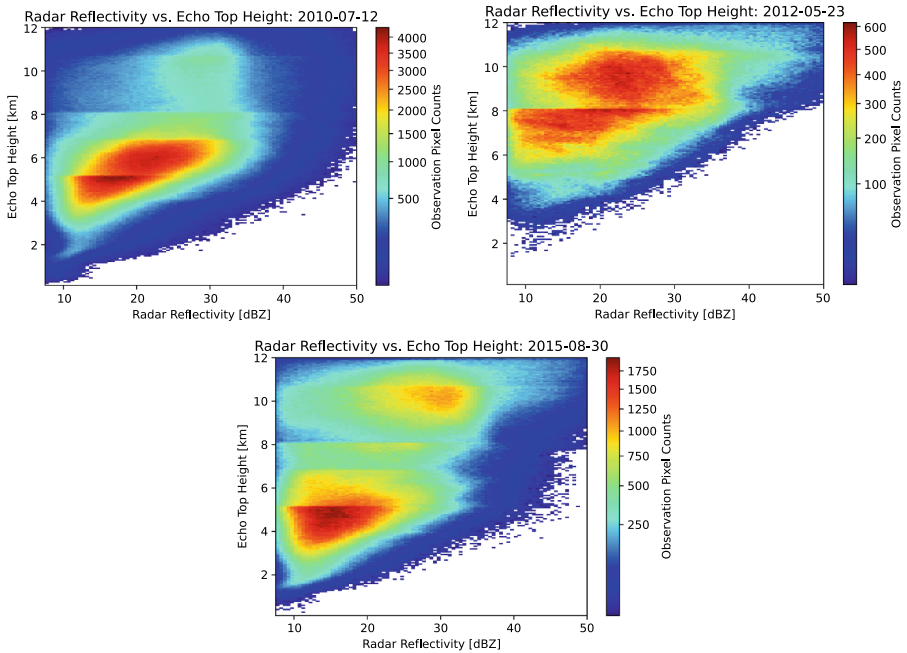 Radar Reflectivity vs. Echo Top Height: 2010-07-12
12
10
8
6
4
2
Echo Top Height [km]
10 20 30 40 50
Radar Reflectivity [dBZ]
4000
3500
3000
2500
2000
1500
1000
500
Observation Pixel Counts
Radar Reflectivity vs. Echo Top Height: 2012-05-23
12
10
8
6
4
2
Echo Top Height [km]
10 20 30 40 50
Radar Reflectivity [dBZ]
600
500
400
300
200
100
Observation Pixel Counts
Radar Reflectivity vs. Echo Top Height: 2015-08-30
12
10
8
6
4
2
Echo Top Height [km]
10 20 30 40 50
Radar Reflectivity [dBZ]
1750
1500
1250
1000
750
500
250
Observation Pixel Counts